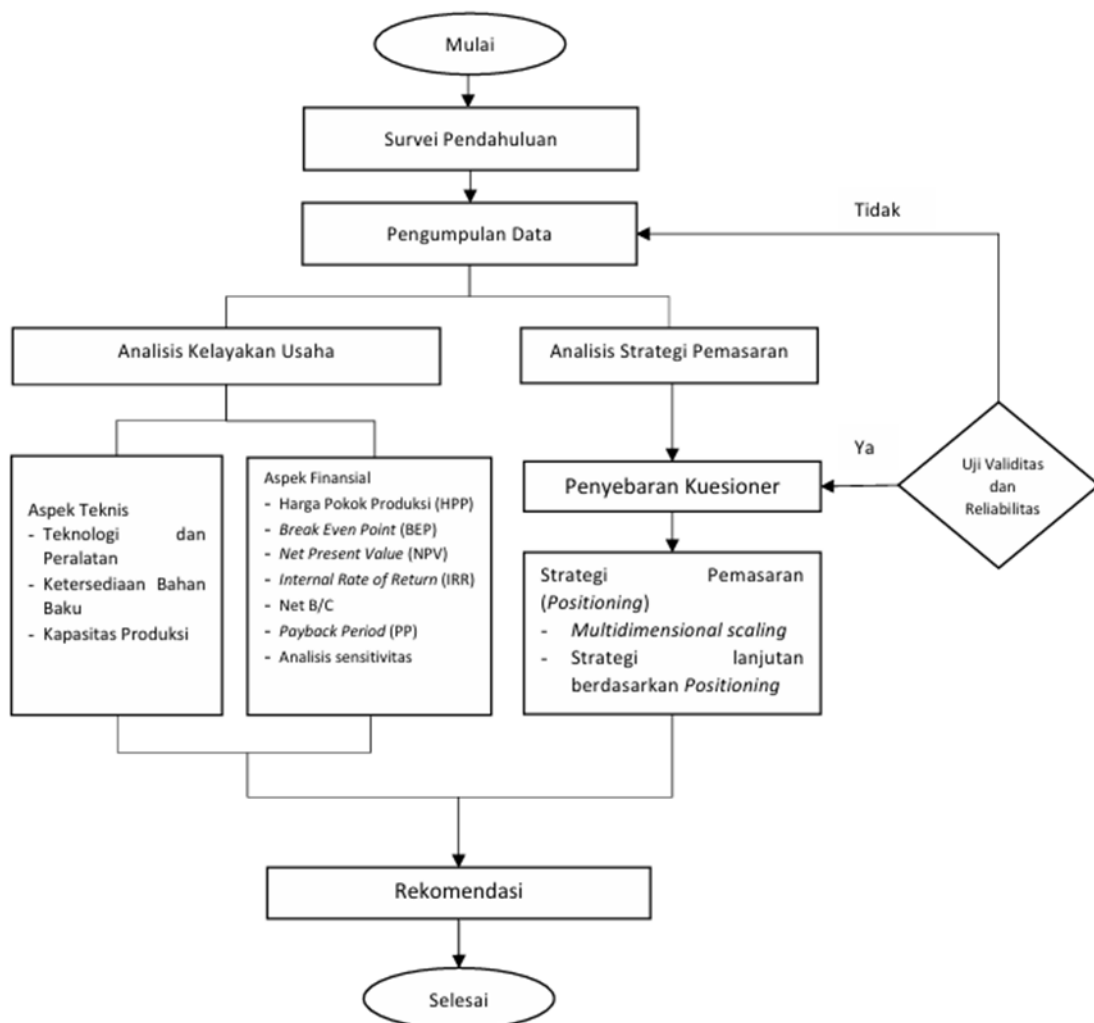 Mulai
Survei Pendahuluan
Pengumpulan Data
Tidak
Analisis Kelayakan Usaha
Analisis Strategi Pemasaran
Aspek Teknis
- Teknologi dan
Peralatan
- Ketersediaan Bahan
Baku
- Kapasitas Produksi
Aspek Finansial
- Harga Pokok Produksi (HPP)
- Break Even Point (BEP)
- Net Present Value (NPV)
- Internal Rate of Return (IRR)
- Net B/C
- Payback Period (PP)
- Analisis sensitivitas
Penyebaran Kuesioner
Ya
Uji Validitas
dan
Reliabilitas
Strategi Pemasaran
(Positioning)
- Multidimensional scaling
- Strategi lanjutan
berdasarkan Positioning
Rekomendasi
Selesai